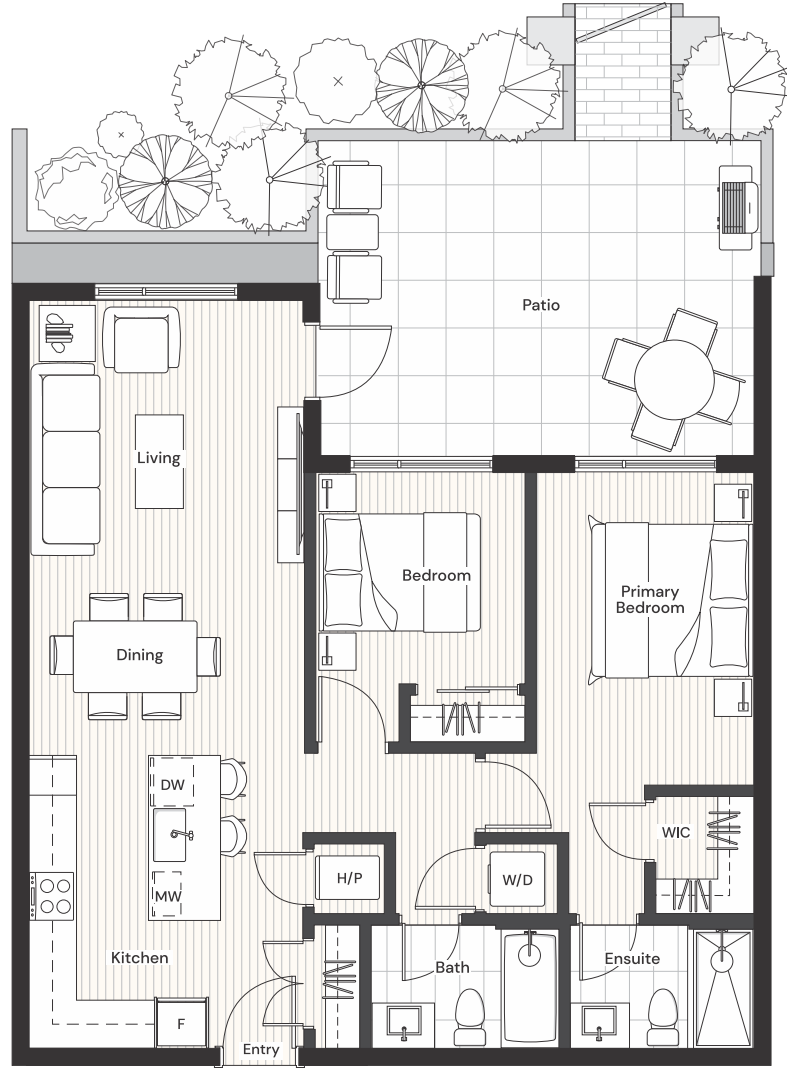 Patio
Living
Bedroom
Primary
Bedroom
Dining
DW
WIC
H/P
W/D
MW
Kitchen
Bath
Ensuite
F
Entry